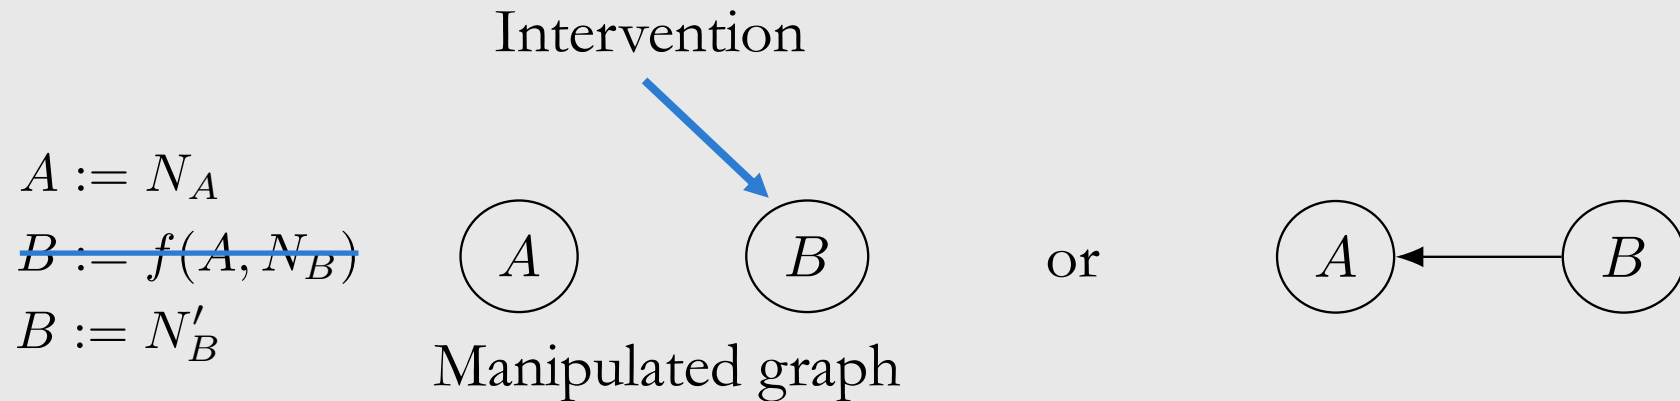 Intervention
A := N_A
B := f(A, N_B)
B := N'_B
A B or A B
Manipulated graph